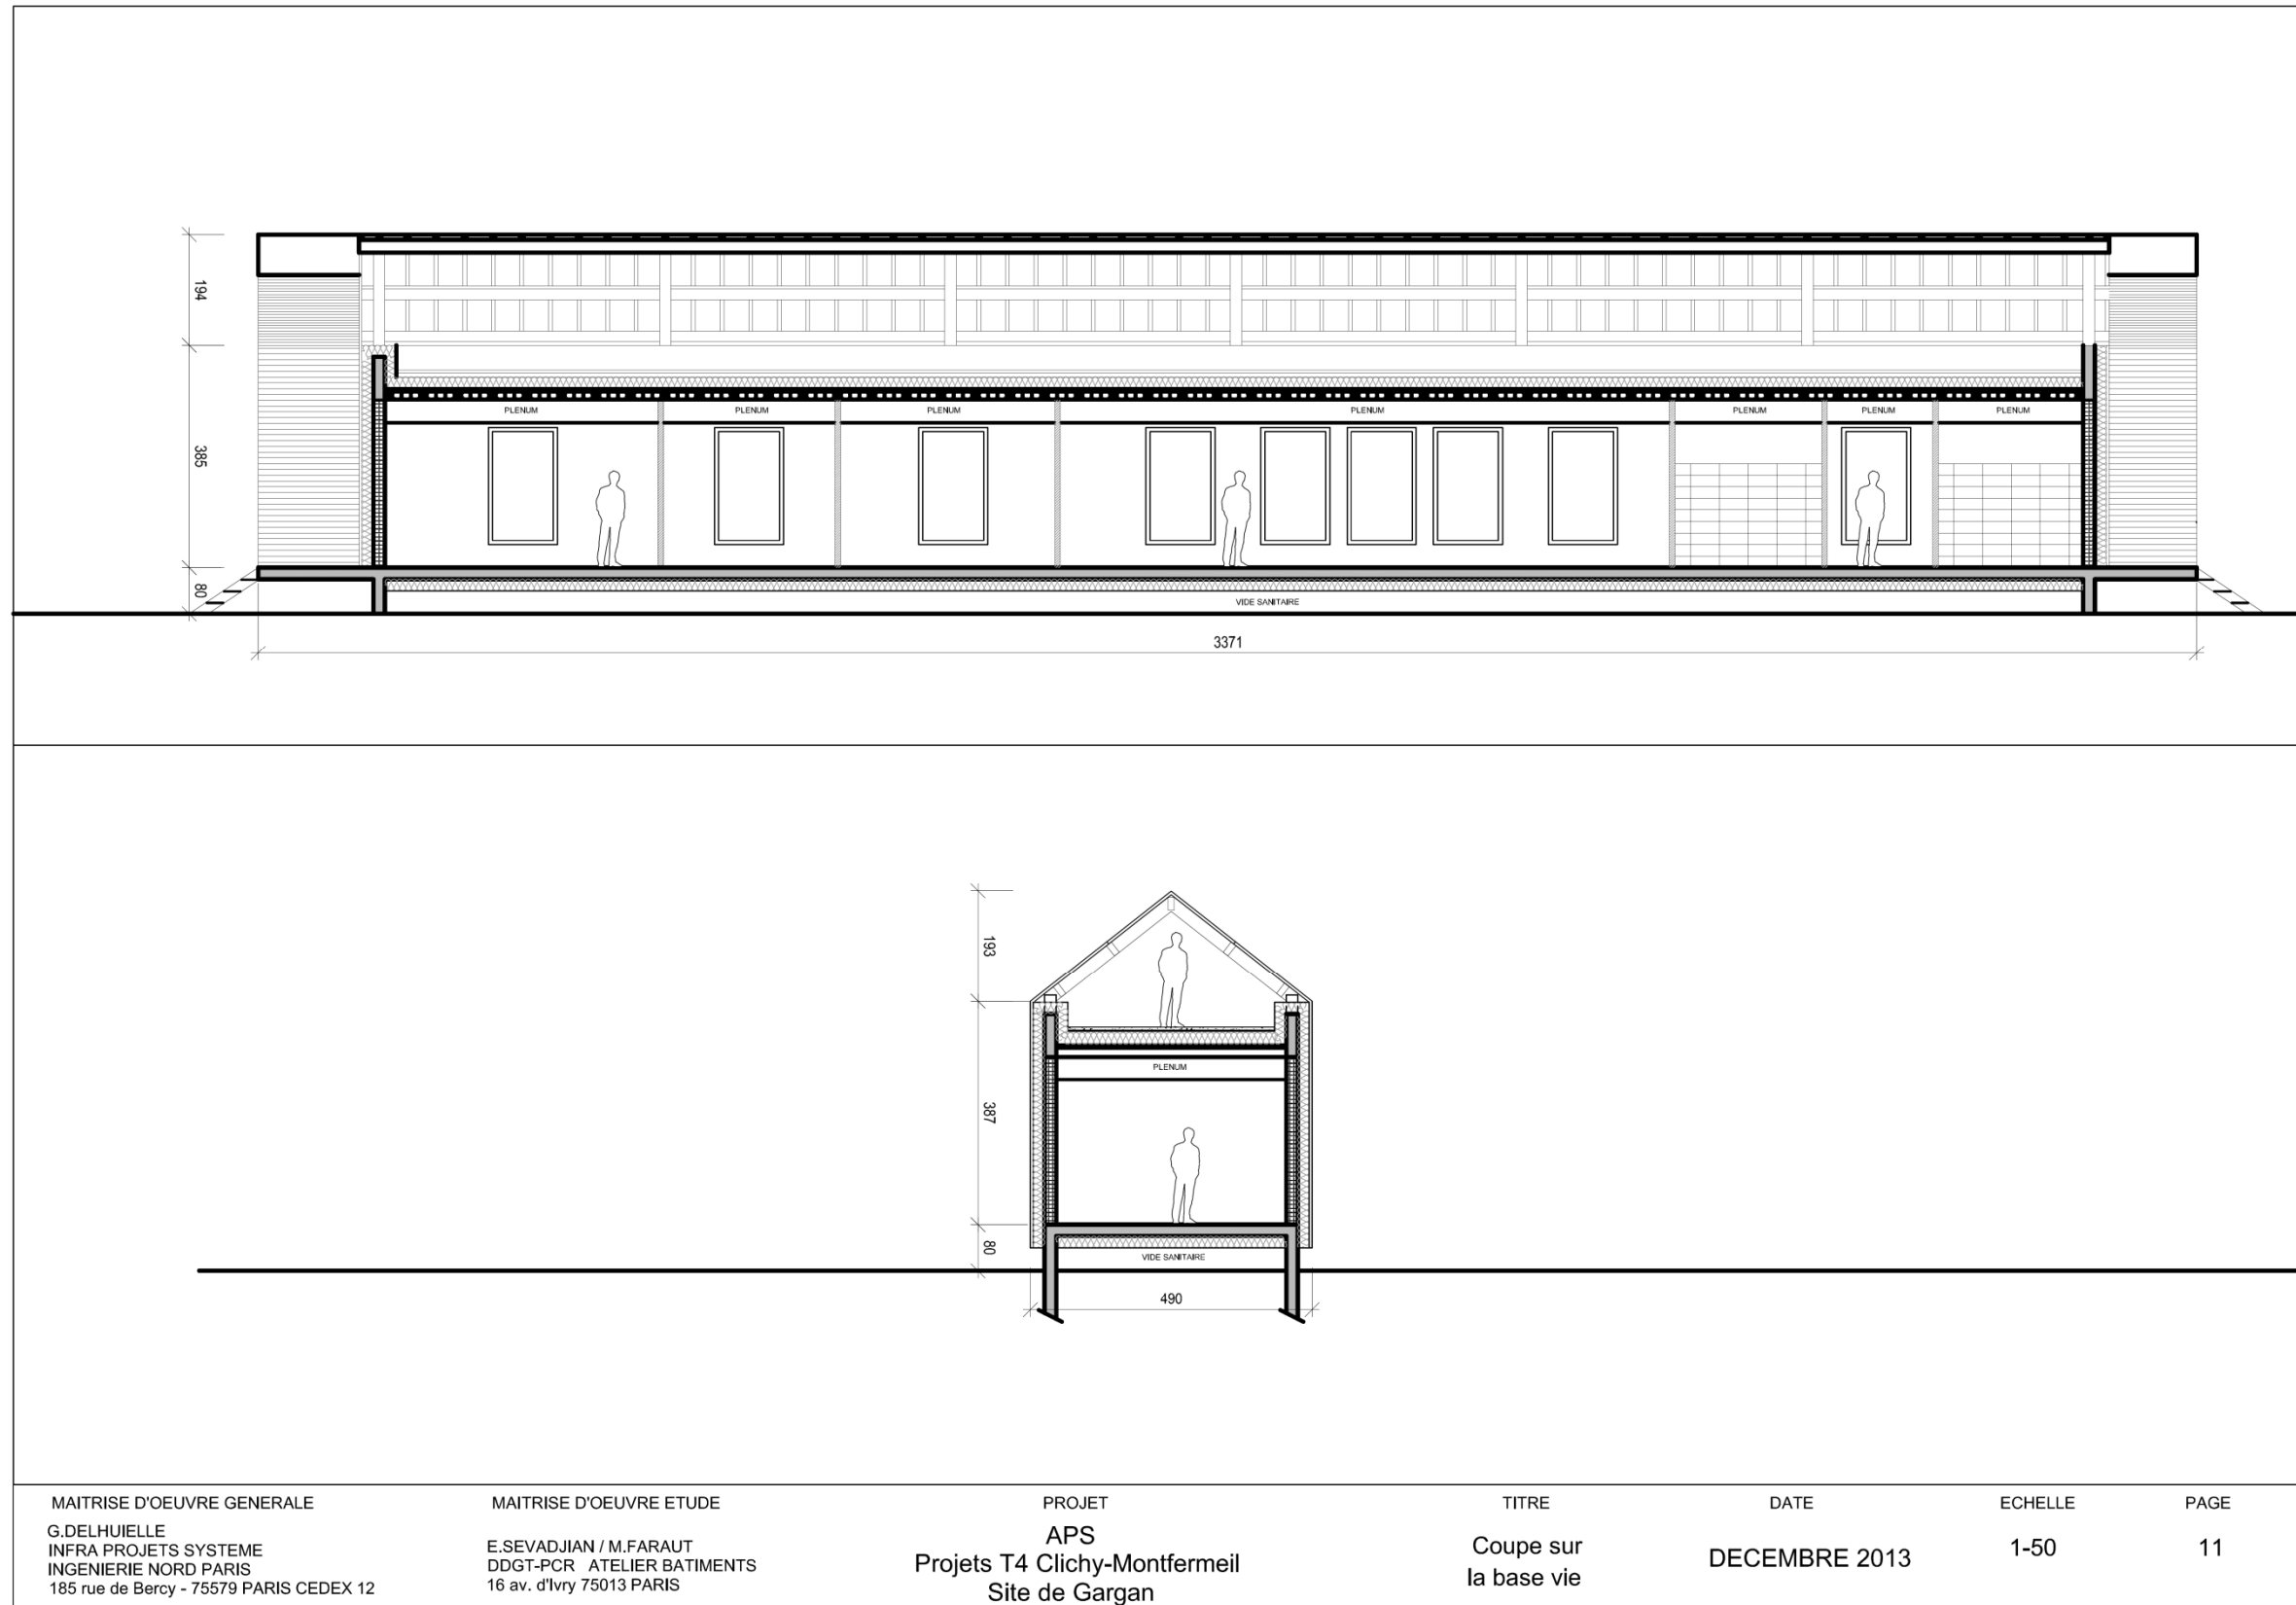 194
385
80
PLENUM PLENUM PLENUM PLENUM PLENUM PLENUM PLENUM
VIDE SANITAIRE
3371
193
387
80
PLENUM
VIDE SANITAIRE
490
MAITRISE D'OEUVRE GENERALE
G.DELHUIELLE
INFRA PROJETS SYSTEME
INGENIERIE NORD PARIS
185 rue de Bercy - 75579 PARIS CEDEX 12
MAITRISE D'OEUVRE ETUDE
E.SEVADJIAN / M.FARAUT
DDGT-PCR ATELIER BATIMENTS
16 av. d'Ivry 75013 PARIS
PROJET
APS
Projets T4 Clichy-Montfermeil
Site de Gargan
TITRE
Coupe sur
la base vie
DATE
DECEMBRE 2013
ECHELLE
1-50
PAGE
11